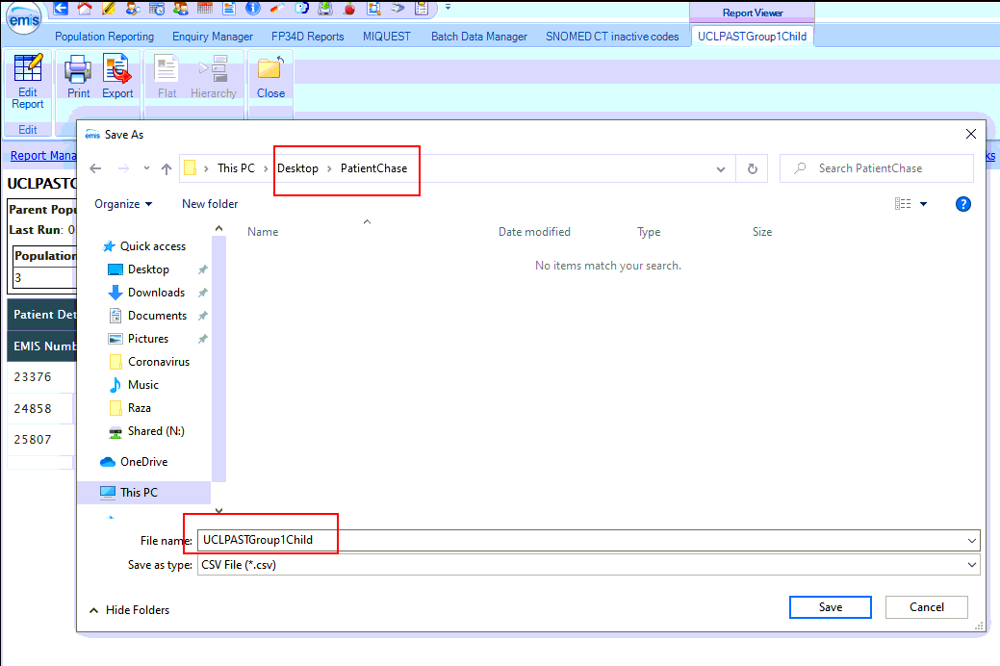 emis
Report Viewer
Population Reporting Enquiry Manager FP34D Reports MIQUEST Batch Data Manager SNOMED CT inactive codes UCLPASTGroup1Child
Edit Report
Print
Export
Flat
Hierarchy
Close
Edit
emis Save As
Report Mana
ks
This PC > Desktop > PatientChase
Search PatientChase
UCLPASTG
Organize
New folder
Parent Popu
Last Run: 0
Name
Date modified
Type
Size
Population
3
No items match your search.
Quick access
Desktop
Downloads
Documents
Pictures
Coronavirus
Music
Raza
Shared (N:)
OneDrive
This PC
Patient Det
EMIS Numb
23376
24858
25807
File name: UCLPASTGroup1Child
Save as type: CSV File (*.csv)
Hide Folders
Save
Cancel